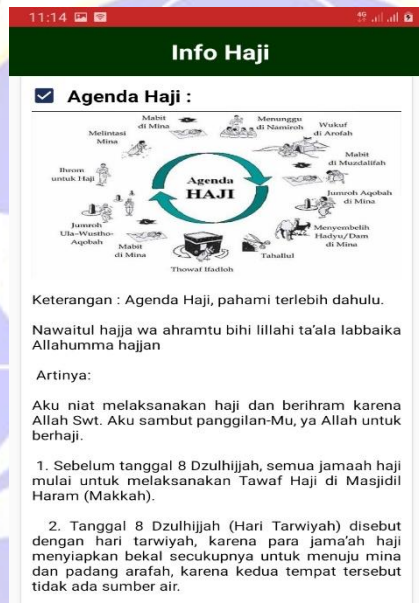 11:14
4G
Info Haji
Agenda Haji :
Mabit
di Mina
Menunggu
di Namiroh
Wukuf
di Arofah
Melintasi
Mina
Mabit
di Muzdalifah
Ihrom
untuk Haji
Agenda
HAJI
Jumroh Aqobah
di Mina
Jumroh
Ula-Wustho-
Aqobah
Mabit
di Mina
Thowaf Ifadloh
Tahallul
Menyembelih
Hadyu/Dam
di Mina
Keterangan : Agenda Haji, pahami terlebih dahulu.
Nawaitul hajja wa ahramtu bihi lillahi ta'ala labbaika
Allahumma hajjan
Artinya:
Aku niat melaksanakan haji dan berihram karena
Allah Swt. Aku sambut panggilan-Mu, ya Allah untuk
berhaji.
1. Sebelum tanggal 8 Dzulhijjah, semua jamaah haji
mulai untuk melaksanakan Tawaf Haji di Masjidil
Haram (Makkah).
2. Tanggal 8 Dzulhijjah (Hari Tarwiyah) disebut
dengan hari tarwiyah, karena para jama'ah haji
menyiapkan bekal secukupnya untuk menuju mina
dan padang arafah, karena kedua tempat tersebut
tidak ada sumber air.